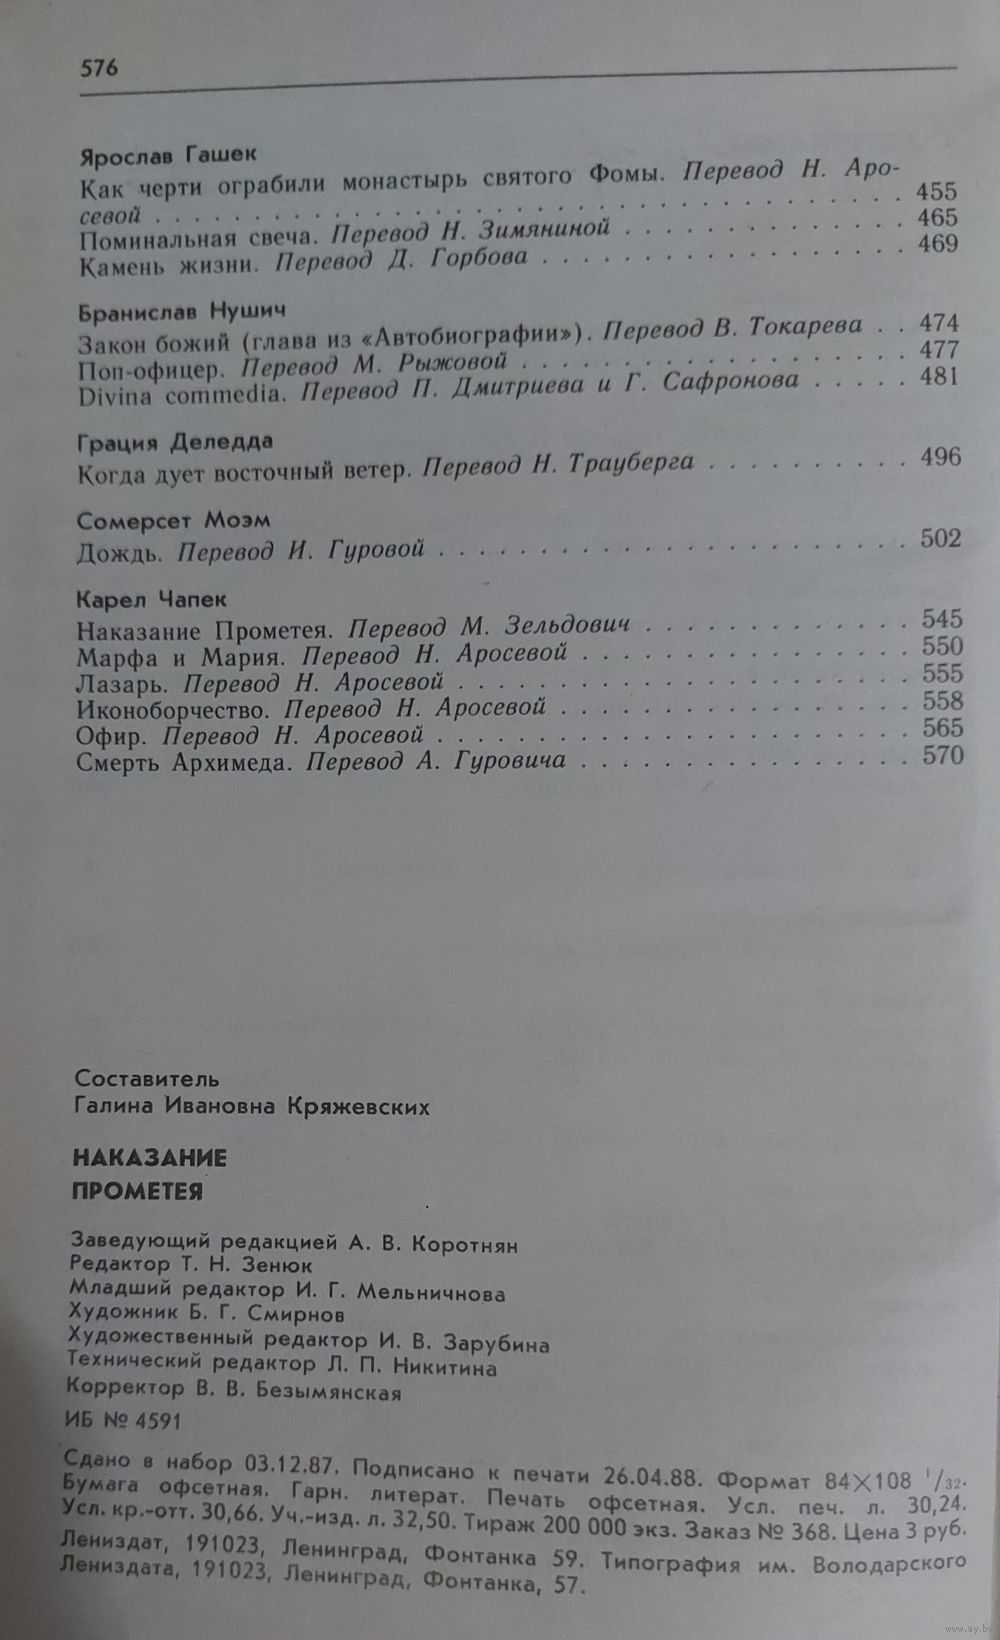 576
Ярослав Гашек
Как черти ограбили монастырь святого Фомы. Перевод Н. Аро-
севой . . . . . . . . . . . . . . . . . . . . . . . . . . . . . . 455
Поминальная свеча. Перевод Н. Зимяниной . . . . . . . . . . . . 465
Камень жизни. Перевод Д. Горбова . . . . . . . . . . . . . . . . 469
Бранислав Нушич
Закон божий (глава из «Автобиографии»). Перевод В. Токарева . . 474
Поп-офицер. Перевод М. Рыжовой . . . . . . . . . . . . . . . . 477
Divina commedia. Перевод П. Дмитриева и Г. Сафронова . . . . . 481
Грация Деледда
Когда дует восточный ветер. Перевод Н. Трауберга . . . . . . . . . . 496
Сомерсет Моэм
Дождь. Перевод И. Гуровой . . . . . . . . . . . . . . . . . . . . . 502
Карел Чапек
Наказание Прометея. Перевод М. Зельдович . . . . . . . . . . . . 545
Марфа и Мария. Перевод Н. Аросевой . . . . . . . . . . . . . . . 550
Лазарь. Перевод Н. Аросевой . . . . . . . . . . . . . . . . . . . . 555
Иконоборчество. Перевод Н. Аросевой . . . . . . . . . . . . . . . 558
Офир. Перевод Н. Аросевой . . . . . . . . . . . . . . . . . . . . . 565
Смерть Архимеда. Перевод А. Гуровича . . . . . . . . . . . . . . . 570
Составитель
Галина Ивановна Кряжевских
НАКАЗАНИЕ
ПРОМЕТЕЯ
Заведующий редакцией А. В. Коротнян
Редактор Т. Н. Зенюк
Младший редактор И. Г. Мельничнова
Художник Б. Г. Смирнов
Художественный редактор И. В. Зарубина
Технический редактор Л. П. Никитина
Корректор В. В. Безымянская
ИБ № 4591
Сдано в набор 03.12.87. Подписано к печати 26.04.88. Формат 84×108 1/32.
Бумага офсетная. Гарн. литерат. Печать офсетная. Усл. печ. л. 30,24.
Усл. кр.-отт. 30,66. Уч.-изд. л. 32,50. Тираж 200 000 экз. Заказ № 368. Цена 3 руб.
Лениздат, 191023, Ленинград, Фонтанка 59. Типография им. Володарского
Лениздата, 191023, Ленинград, Фонтанка, 57.
www.ay.by